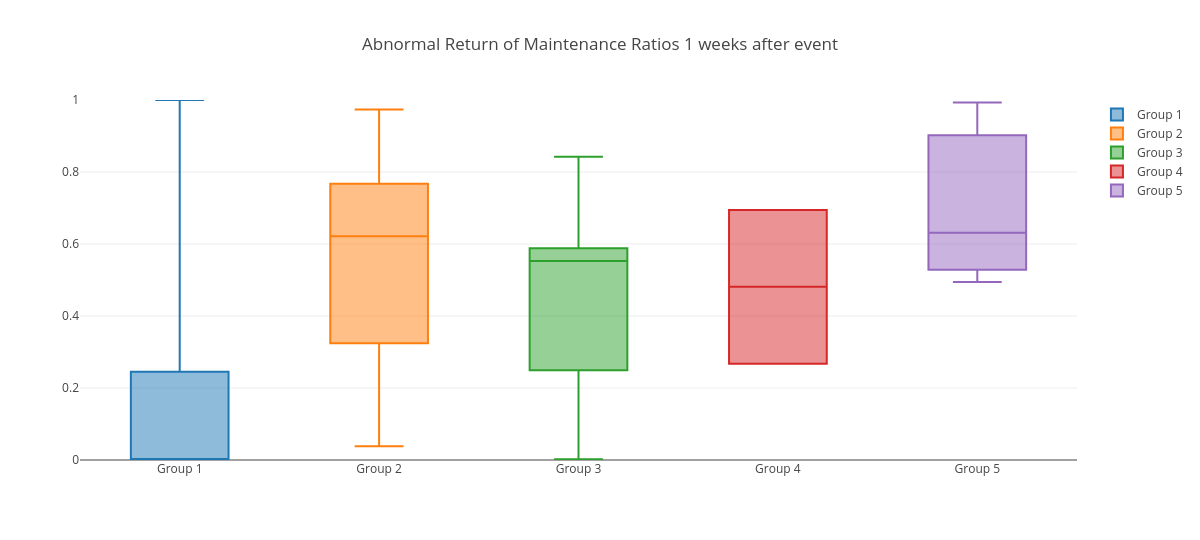 Abnormal Return of Maintenance Ratios 1 weeks after event
1
0.8
0.6
0.4
0.2
0
Group 1
Group 2
Group 3
Group 4
Group 5
Group 1
Group 2
Group 3
Group 4
Group 5